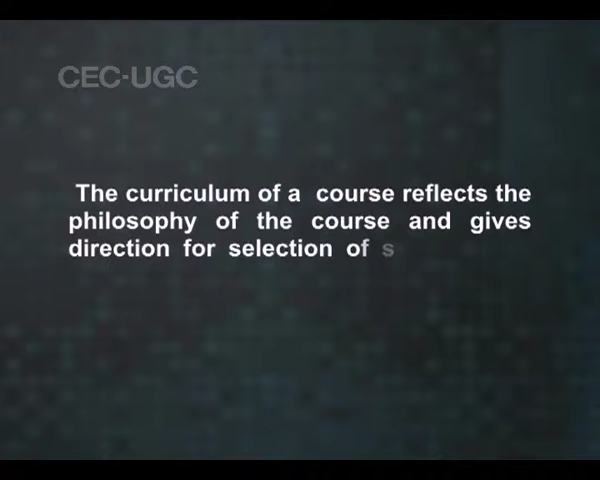 CEC-UGC
The curriculum of a course reflects the
philosophy of the course and gives
direction for selection of s